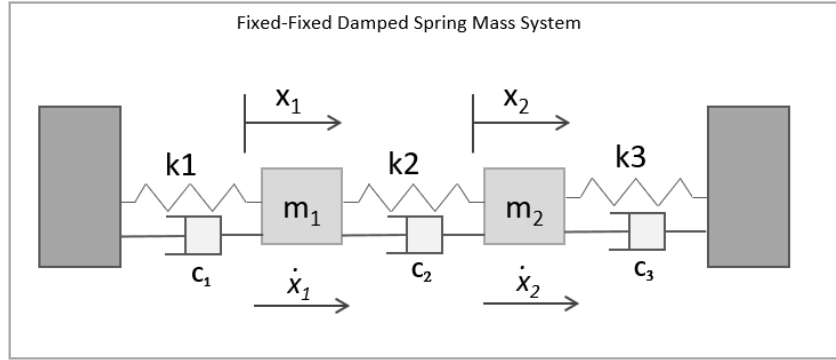 Fixed-Fixed Damped Spring Mass System
x₁ x₂
k1 k2 k3
m₁ m₂
C₁ C₂ C₃
ẋ₁ ẋ₂